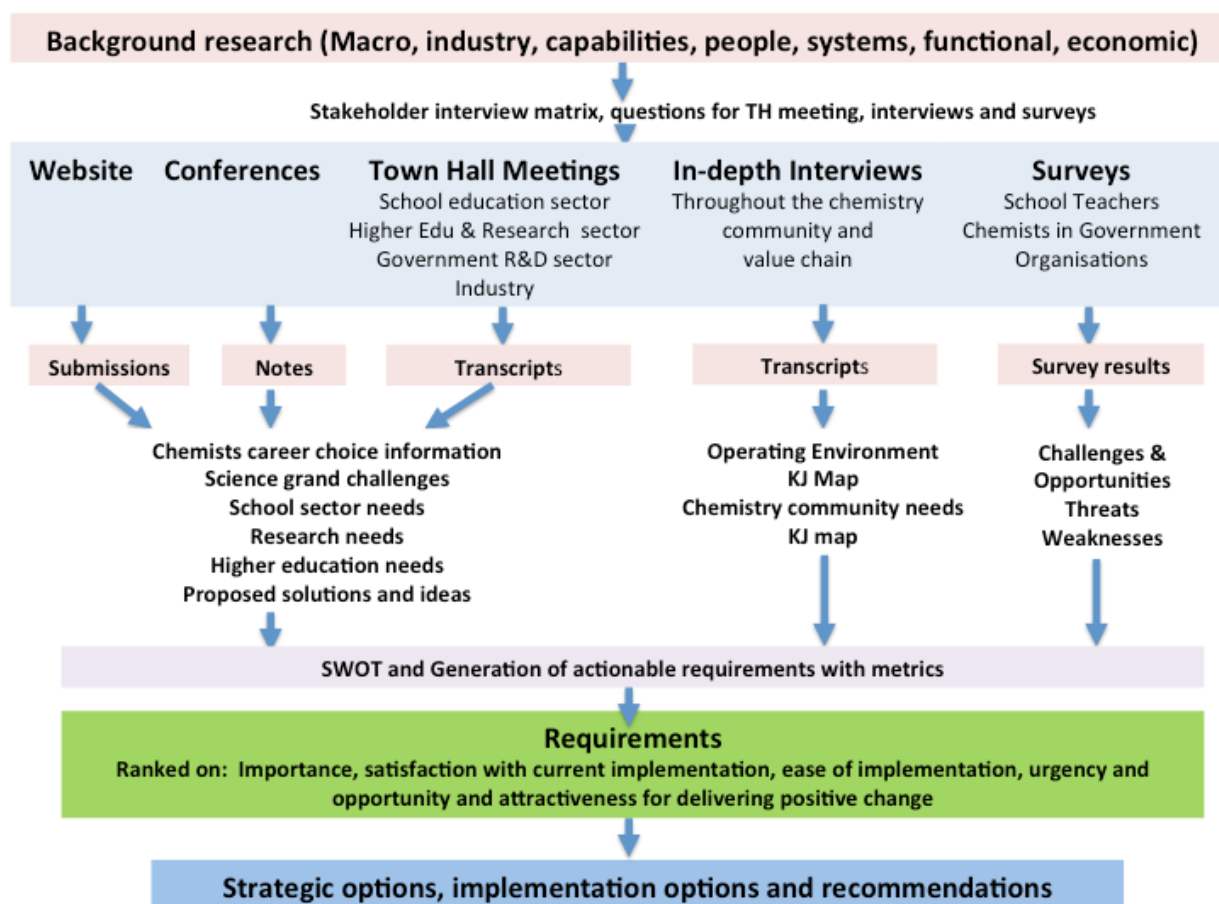 Background research (Macro, industry, capabilities, people, systems, functional, economic)
Stakeholder interview matrix, questions for TH meeting, interviews and surveys
Website
Conferences
Town Hall Meetings
School education sector
Higher Edu & Research sector
Government R&D sector
Industry
In-depth Interviews
Throughout the chemistry
community and
value chain
Surveys
School Teachers
Chemists in Government
Organisations
Submissions
Notes
Transcripts
Transcripts
Survey results
Chemists career choice information
Science grand challenges
School sector needs
Research needs
Higher education needs
Proposed solutions and ideas
Operating Environment
KJ Map
Chemistry community needs
KJ map
Challenges &
Opportunities
Threats
Weaknesses
SWOT and Generation of actionable requirements with metrics
Requirements
Ranked on: Importance, satisfaction with current implementation, ease of implementation, urgency and
opportunity and attractiveness for delivering positive change
Strategic options, implementation options and recommendations